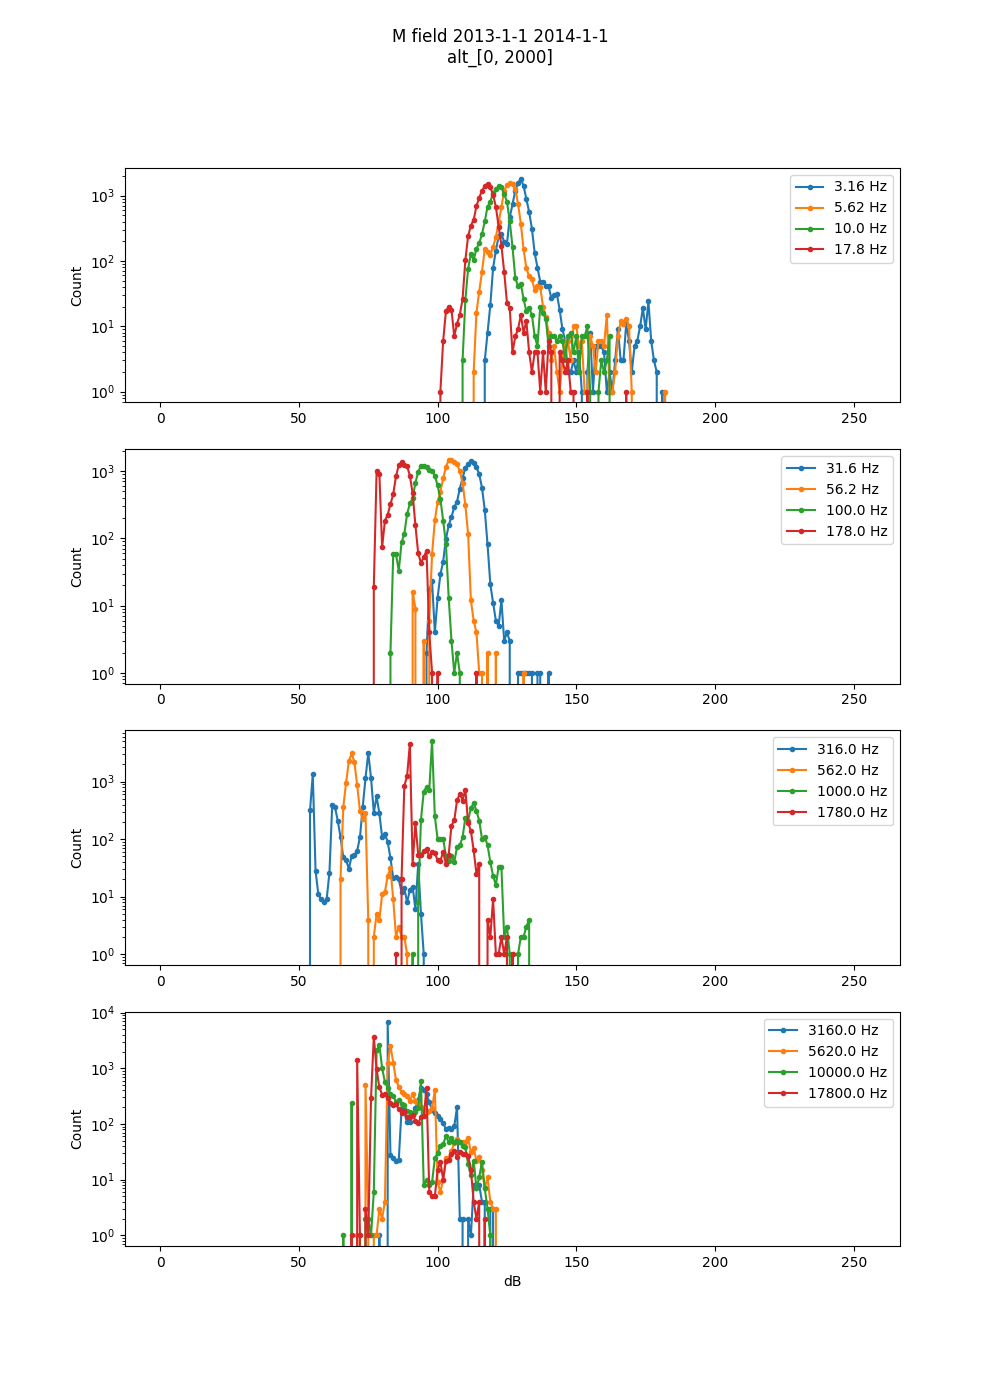 M field 2013-1-1 2014-1-1
alt_[0, 2000]
10³
10²
10¹
10⁰
Count
3.16 Hz
5.62 Hz
10.0 Hz
17.8 Hz
0 50 100 150 200 250
10³
10²
10¹
10⁰
Count
31.6 Hz
56.2 Hz
100.0 Hz
178.0 Hz
0 50 100 150 200 250
10³
10²
10¹
10⁰
Count
316.0 Hz
562.0 Hz
1000.0 Hz
1780.0 Hz
0 50 100 150 200 250
10⁴
10³
10²
10¹
10⁰
Count
3160.0 Hz
5620.0 Hz
10000.0 Hz
17800.0 Hz
0 50 100 150 200 250
dB